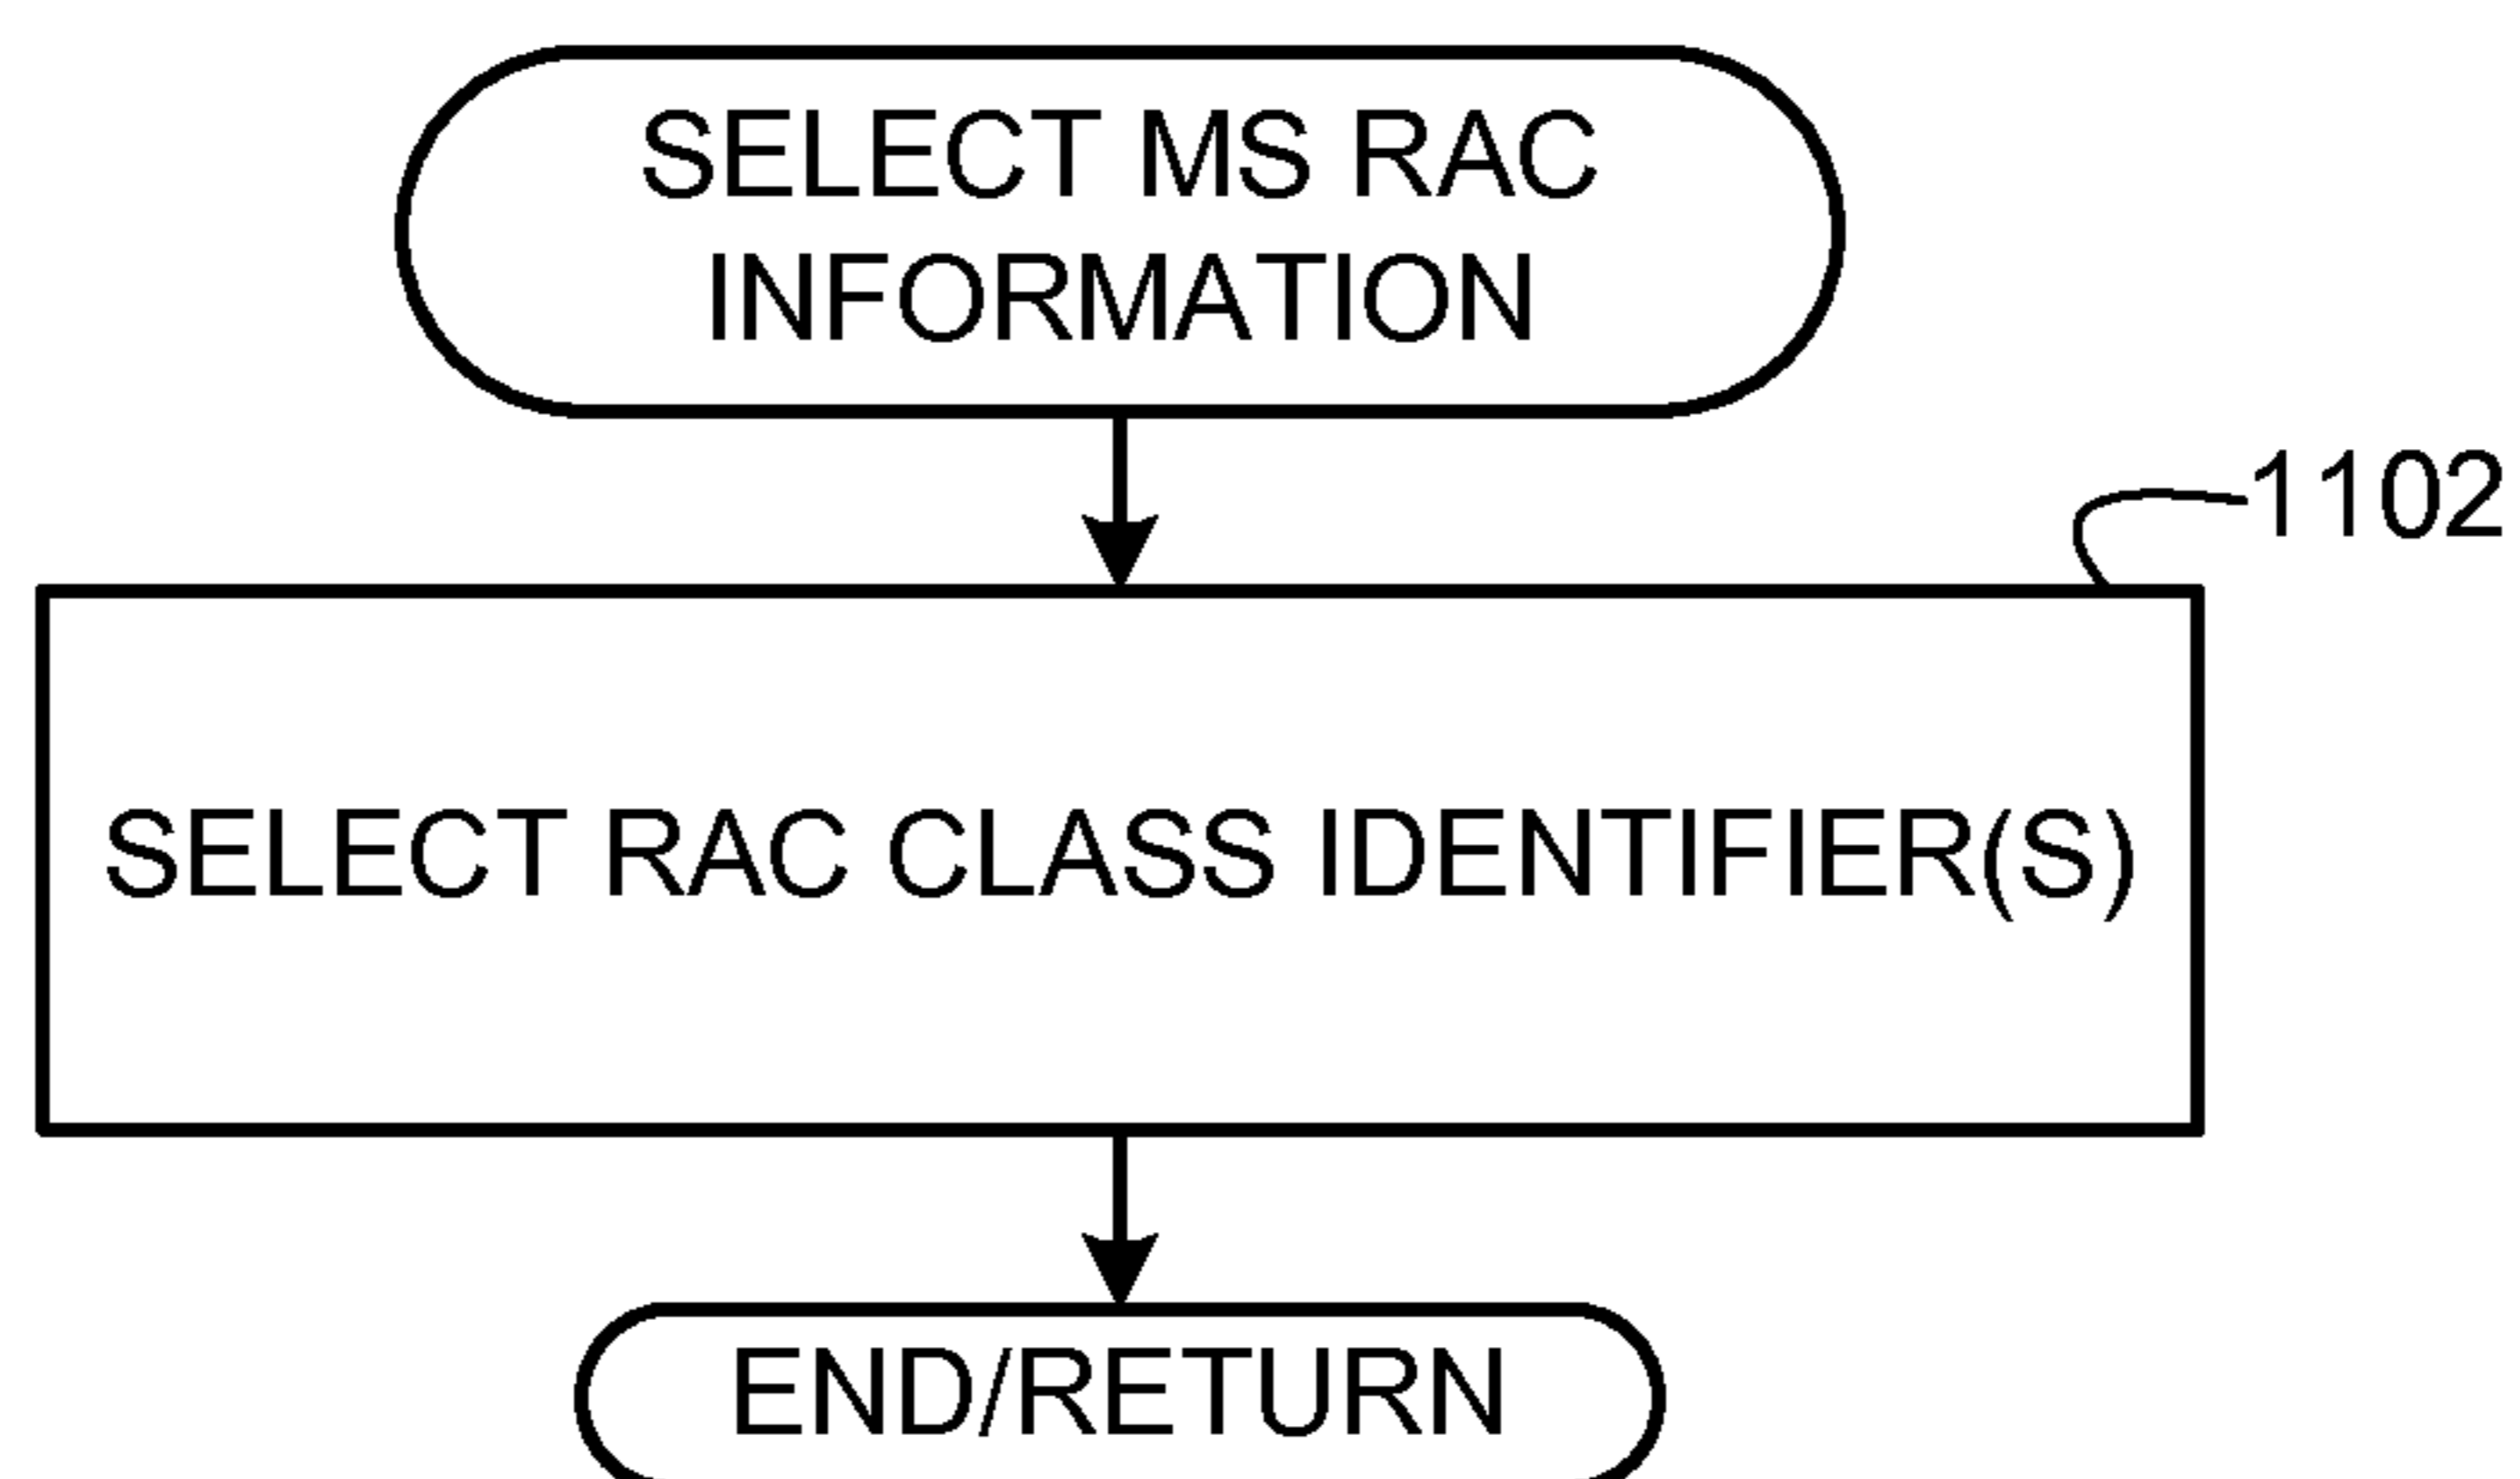 SELECT MS RAC
INFORMATION
1102
SELECT RAC CLASS IDENTIFIER(S)
END/RETURN